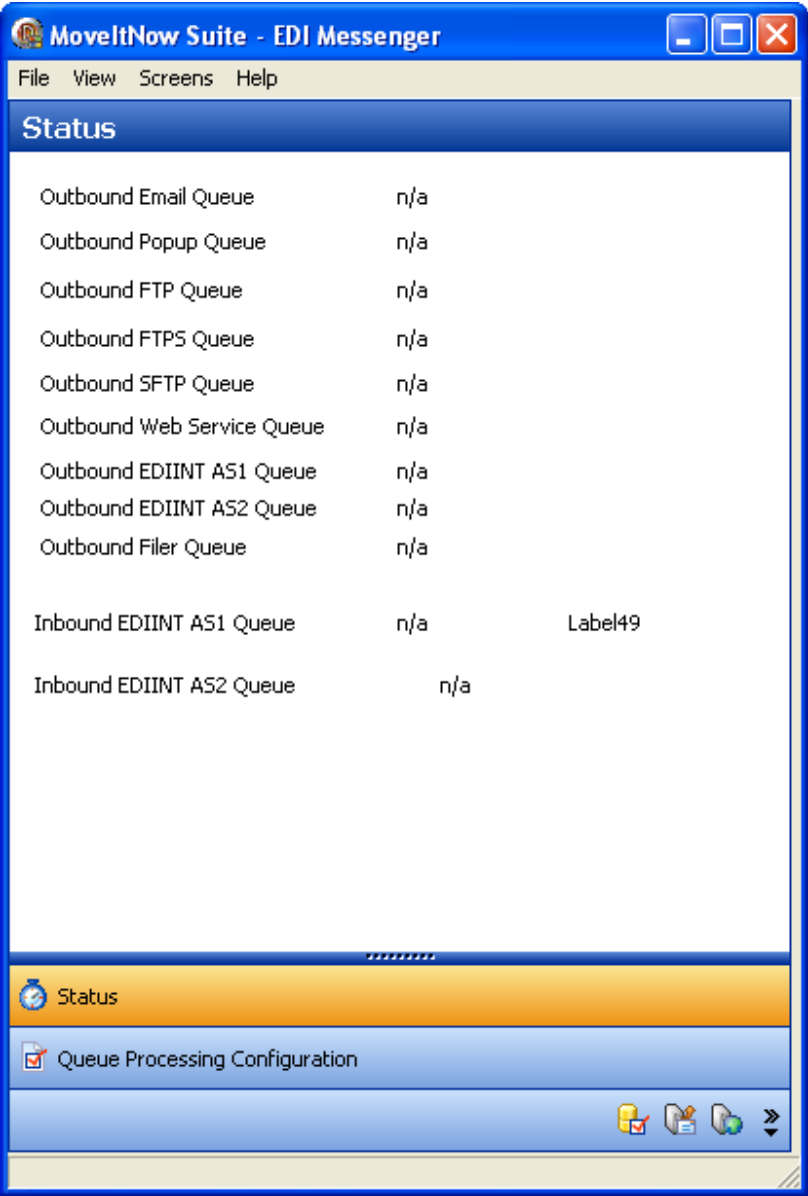 MoveItNow Suite - EDI Messenger
File View Screens Help
Status
Outbound Email Queue n/a
Outbound Popup Queue n/a
Outbound FTP Queue n/a
Outbound FTPS Queue n/a
Outbound SFTP Queue n/a
Outbound Web Service Queue n/a
Outbound EDIINT AS1 Queue n/a
Outbound EDIINT AS2 Queue n/a
Outbound Filer Queue n/a
Inbound EDIINT AS1 Queue n/a Label49
Inbound EDIINT AS2 Queue n/a
Status
Queue Processing Configuration